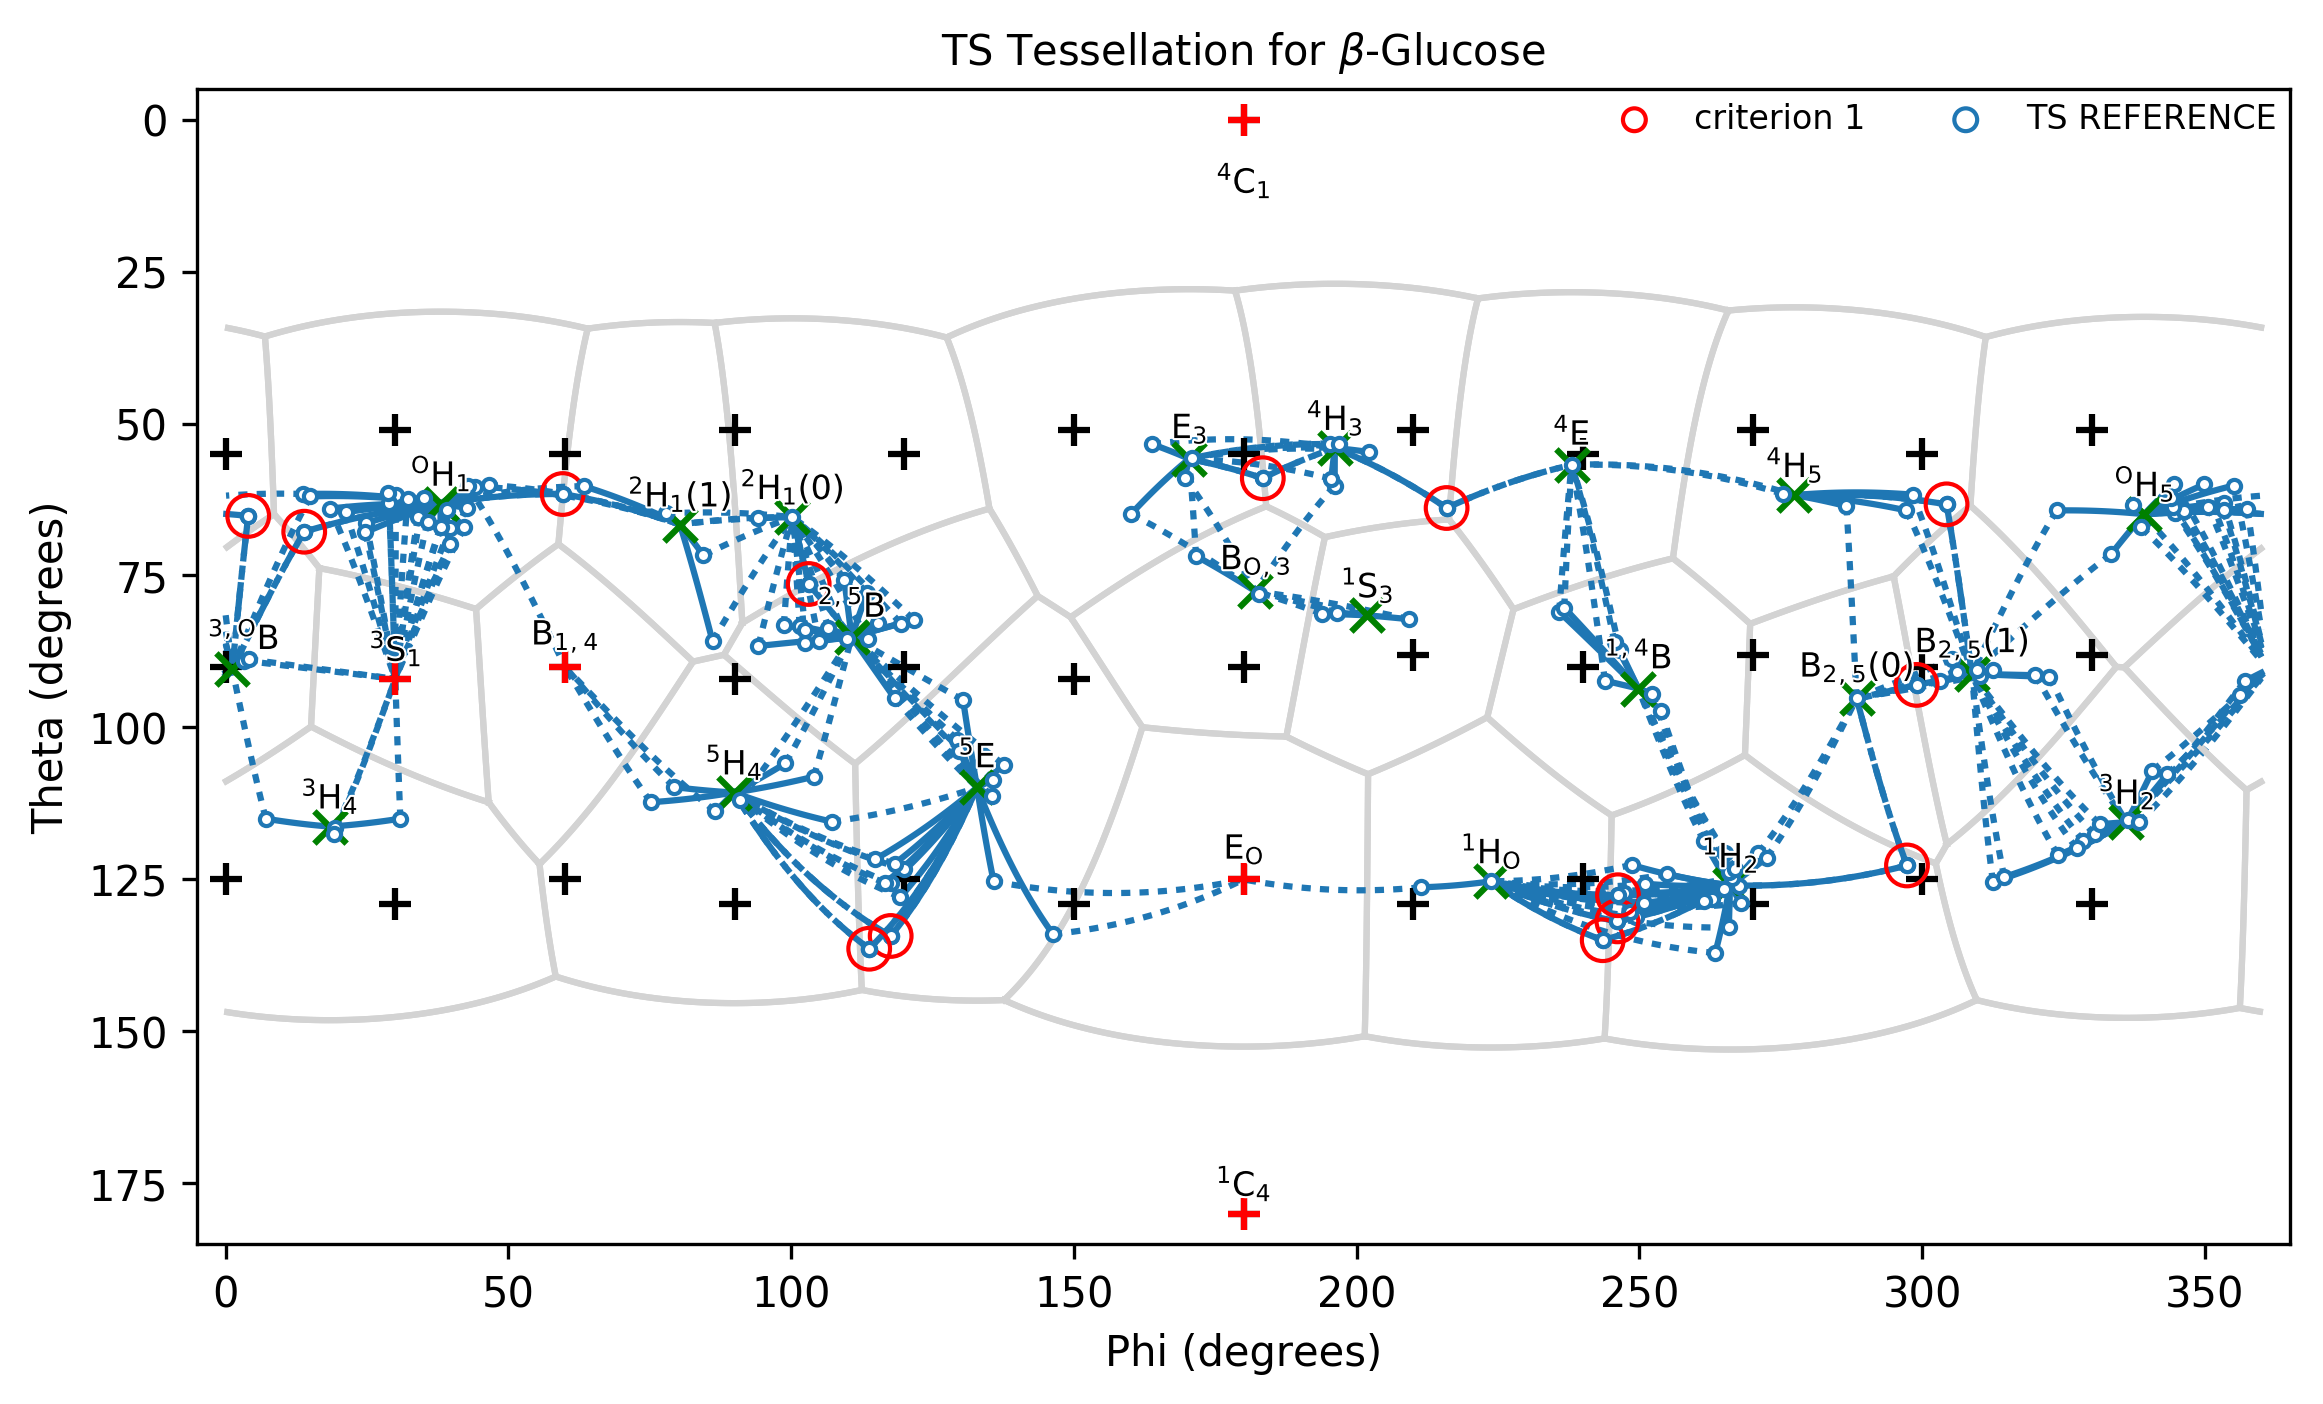 TS Tessellation for β-Glucose
criterion 1
TS REFERENCE
⁴C₁
E₃
⁴H₃
⁴E
⁴H₅
ᴼH₅
ᴼH₁
²H₁(1)
²H₁(0)
Bₒ,₃
¹S₃
²,⁵B
³,ᴼB
³S₁
B₁,₄
¹,⁴B
B₂,₅(0)
B₂,₅(1)
⁵H₄
⁵E
³H₄
³H₂
Eₒ
¹Hₒ
¹H₂
¹C₄
0
25
50
75
100
125
150
175
Theta (degrees)
0
50
100
150
200
250
300
350
Phi (degrees)